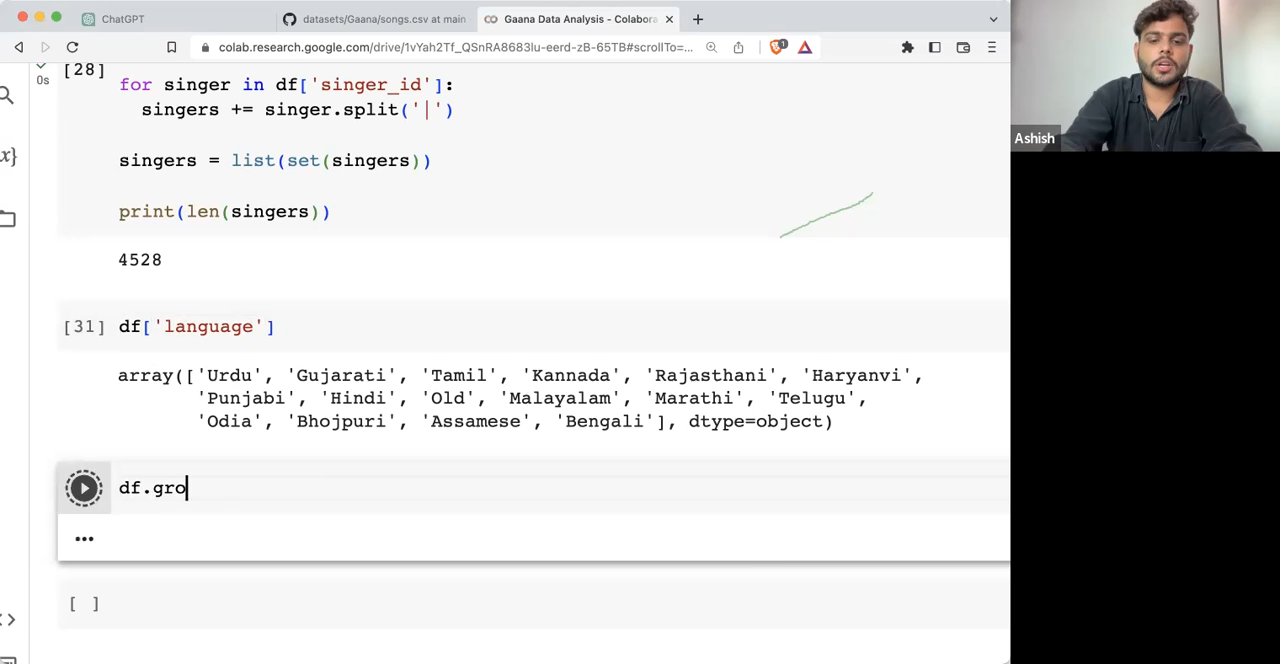 ChatGPT
datasets/Gaana/songs.csv at main
Gaana Data Analysis - Colabora
colab.research.google.com/drive/1vYah2Tf_QSnRA8683lu-eerd-zB-65TB#scrollTo=...
1
[28]
0s
for singer in df['singer_id']:
singers += singer.split('|')
singers = list(set(singers))
print(len(singers))
4528
[31] df['language']
array(['Urdu', 'Gujarati', 'Tamil', 'Kannada', 'Rajasthani', 'Haryanvi',
'Punjabi', 'Hindi', 'Old', 'Malayalam', 'Marathi', 'Telugu',
'Odia', 'Bhojpuri', 'Assamese', 'Bengali'], dtype=object)
df.gro
[ ]
Ashish